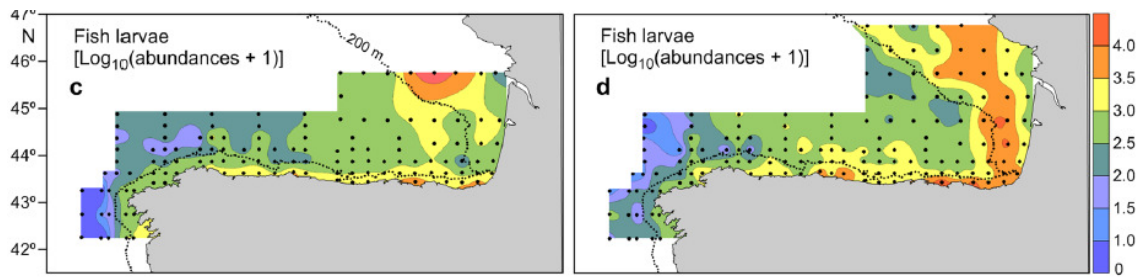 47°
N
46°
45°
44°
43°
42°
Fish larvae
[Log10(abundances + 1)]
c
200 m
Fish larvae
[Log10(abundances + 1)]
d
4.0
3.5
3.0
2.5
2.0
1.5
1.0
0